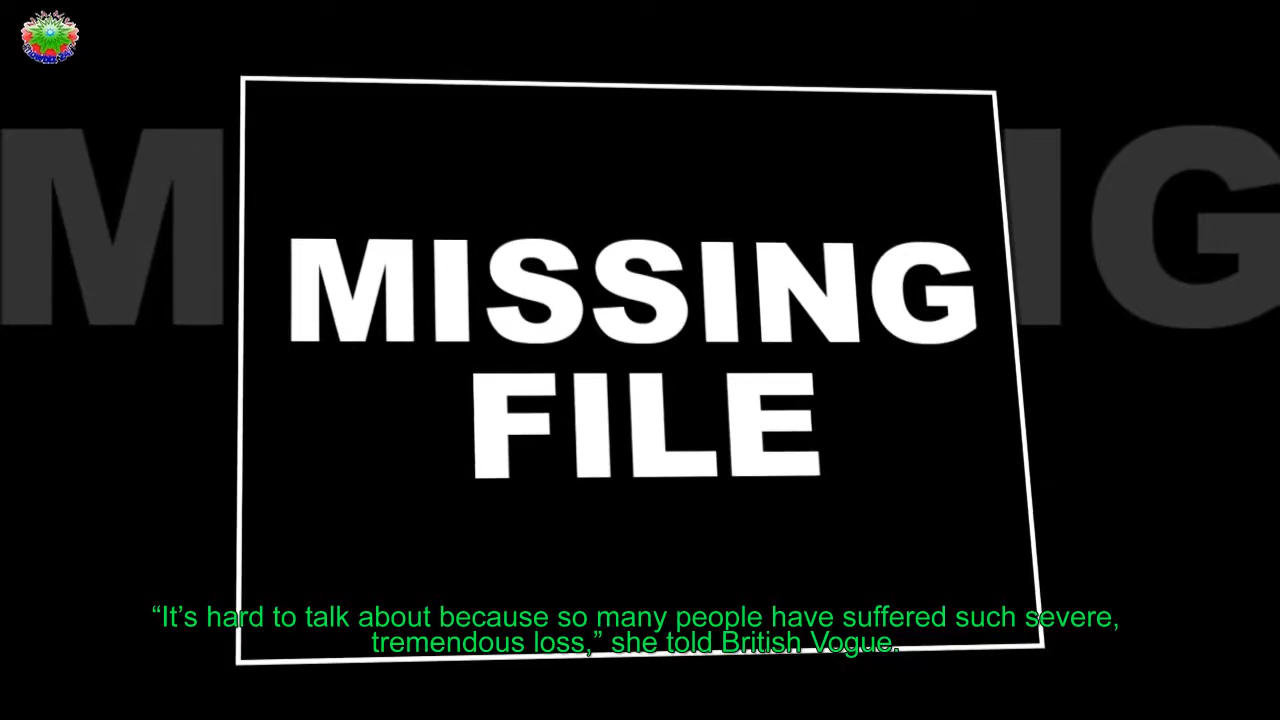 MISSING
FILE
“It’s hard to talk about because so many people have suffered such severe,
tremendous loss,” she told British Vogue.